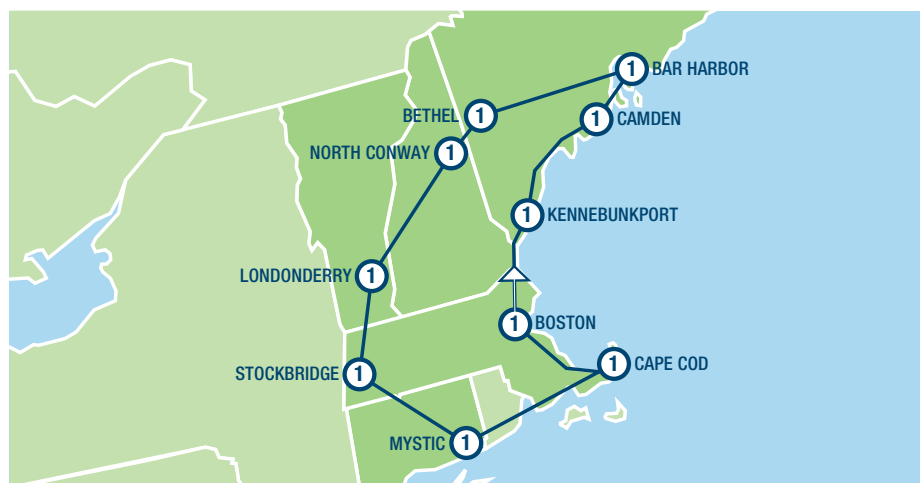 1 BAR HARBOR
BETHEL 1
1 CAMDEN
NORTH CONWAY 1
1 KENNEBUNKPORT
LONDONDERRY 1
1 BOSTON
1 CAPE COD
STOCKBRIDGE 1
MYSTIC 1